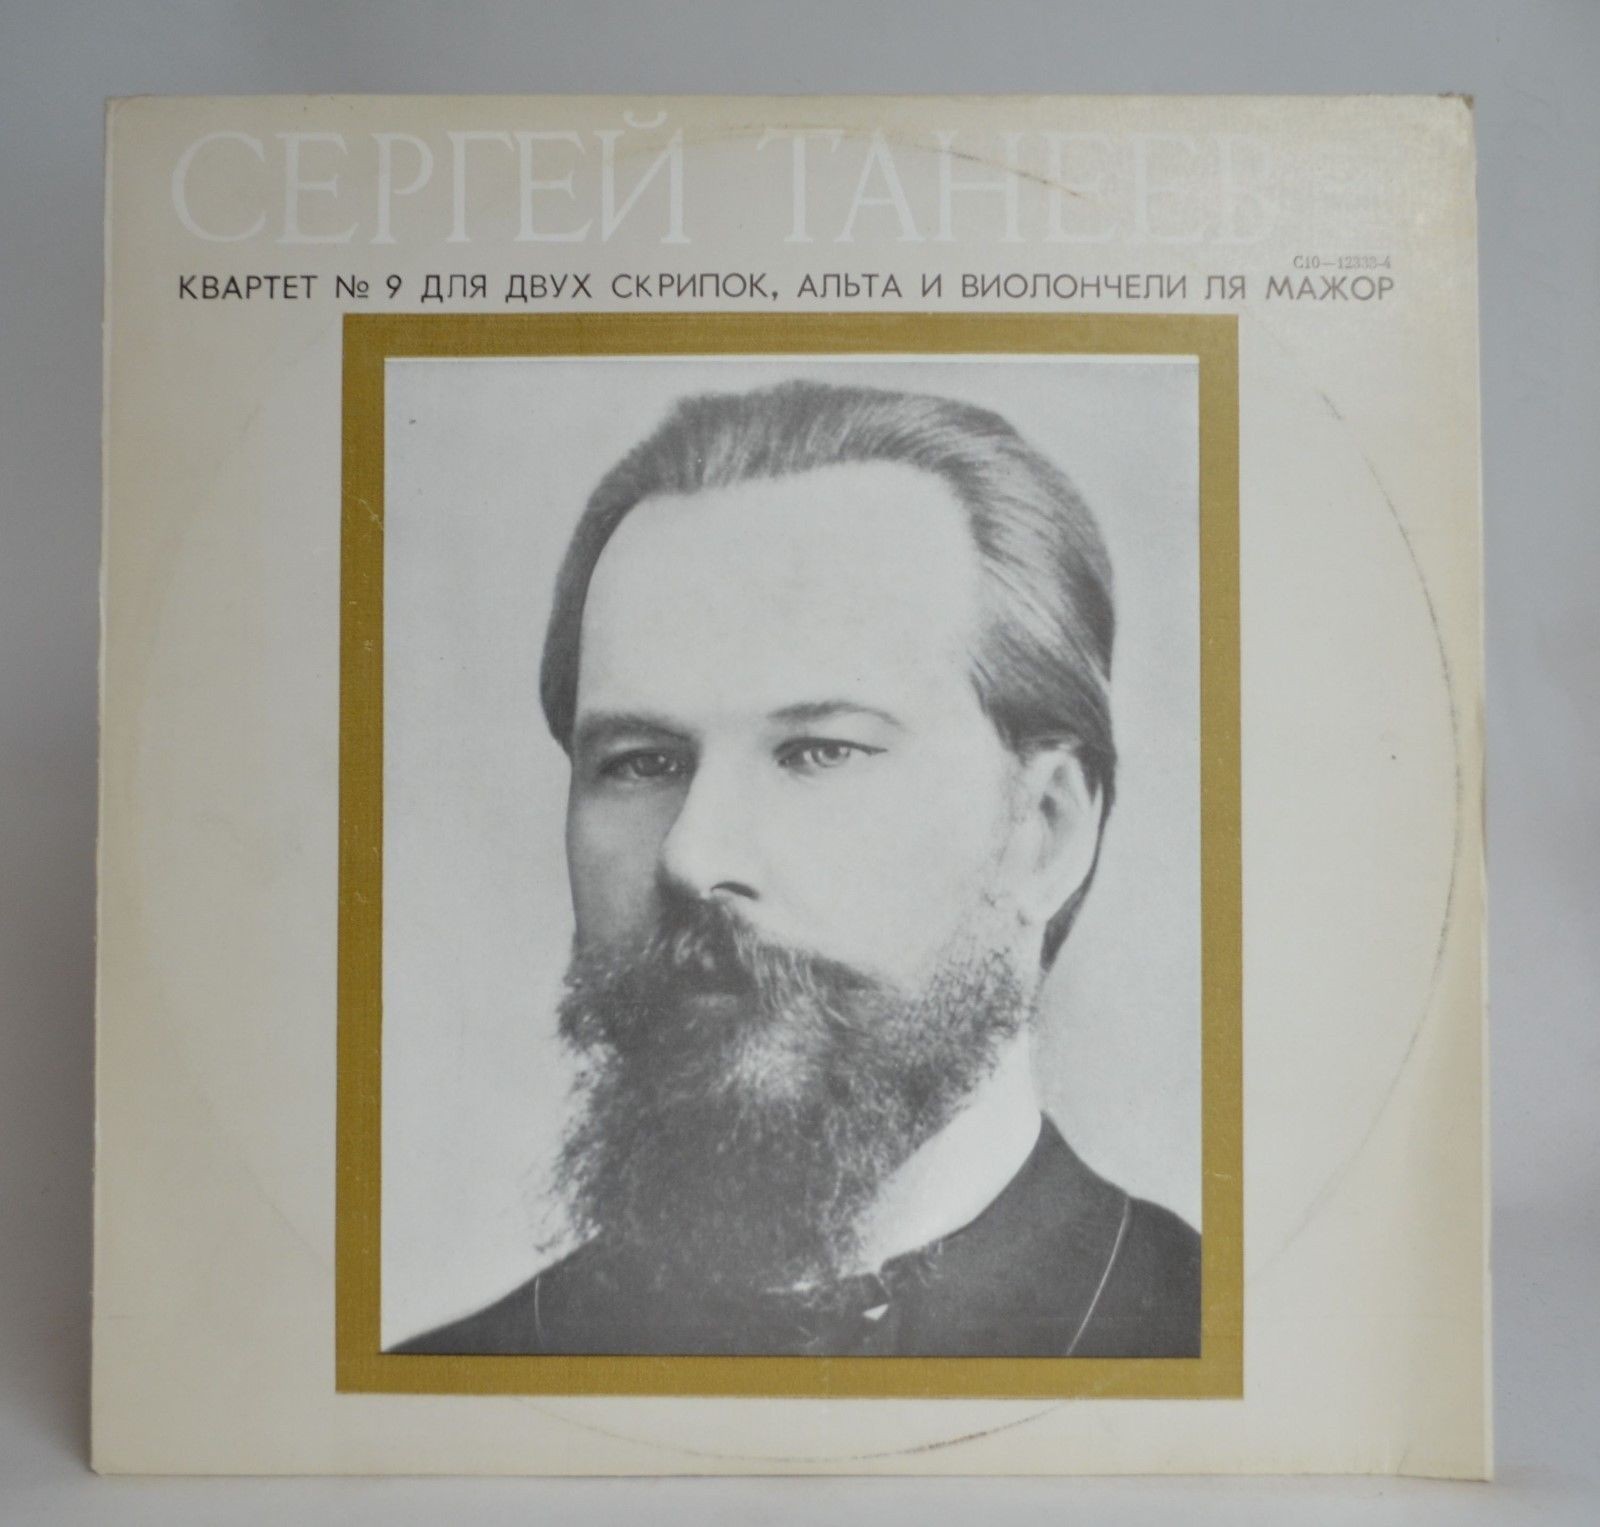 СЕРГЕЙ ТАНЕЕВ
С10—12333-4
КВАРТЕТ № 9 ДЛЯ ДВУХ СКРИПОК, АЛЬТА И ВИОЛОНЧЕЛИ ЛЯ МАЖОР